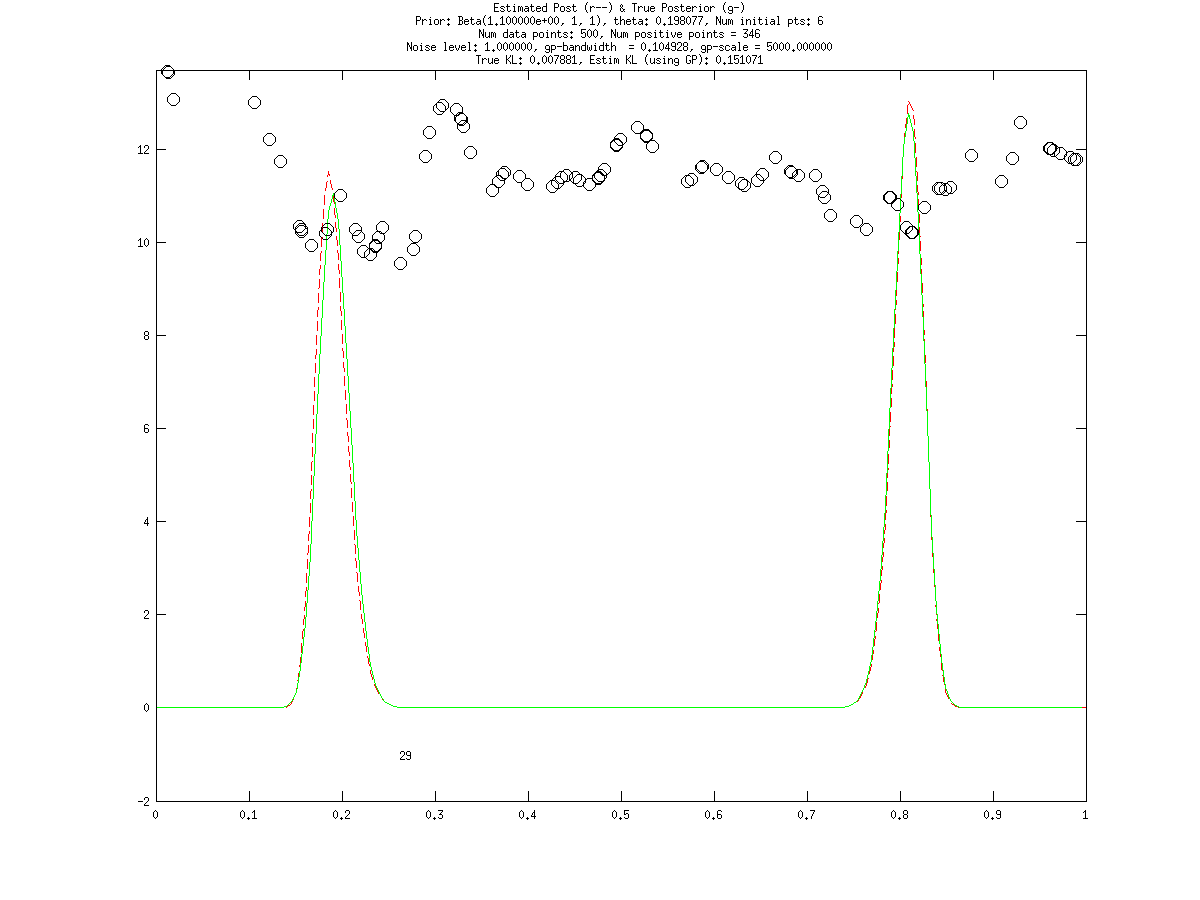 Estimated Post (r--) & True Posterior (g-)
Prior: Beta(1.100000e+00, 1, 1), theta: 0.198077, Num initial pts: 6
Num data points: 500, Num positive points = 346
Noise level: 1.000000, gp-bandwidth = 0.104928, gp-scale = 5000.000000
True KL: 0.007881, Estim KL (using GP): 0.151071
12
10
8
6
4
2
0
29
-2
0 0.1 0.2 0.3 0.4 0.5 0.6 0.7 0.8 0.9 1